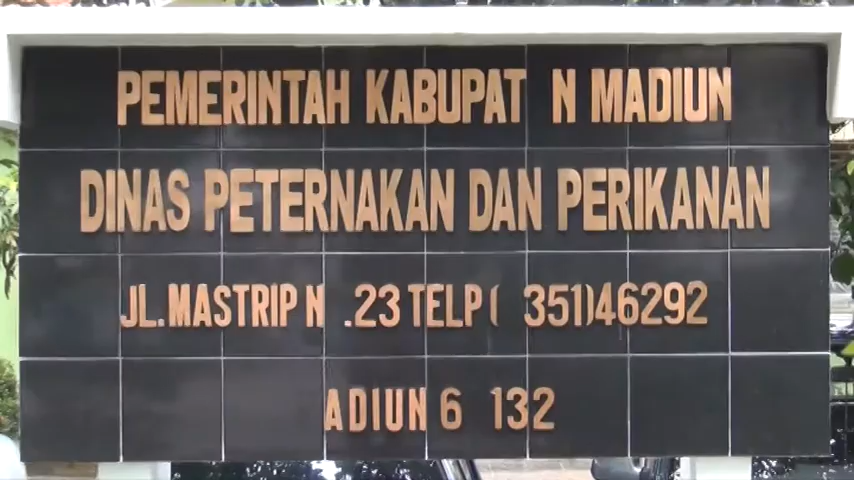 PEMERINTAH KABUPAT N MADIUN
DINAS PETERNAKAN DAN PERIKANAN
JL.MASTRIP N .23 TELP( 351)46292
ADIUN 6 132